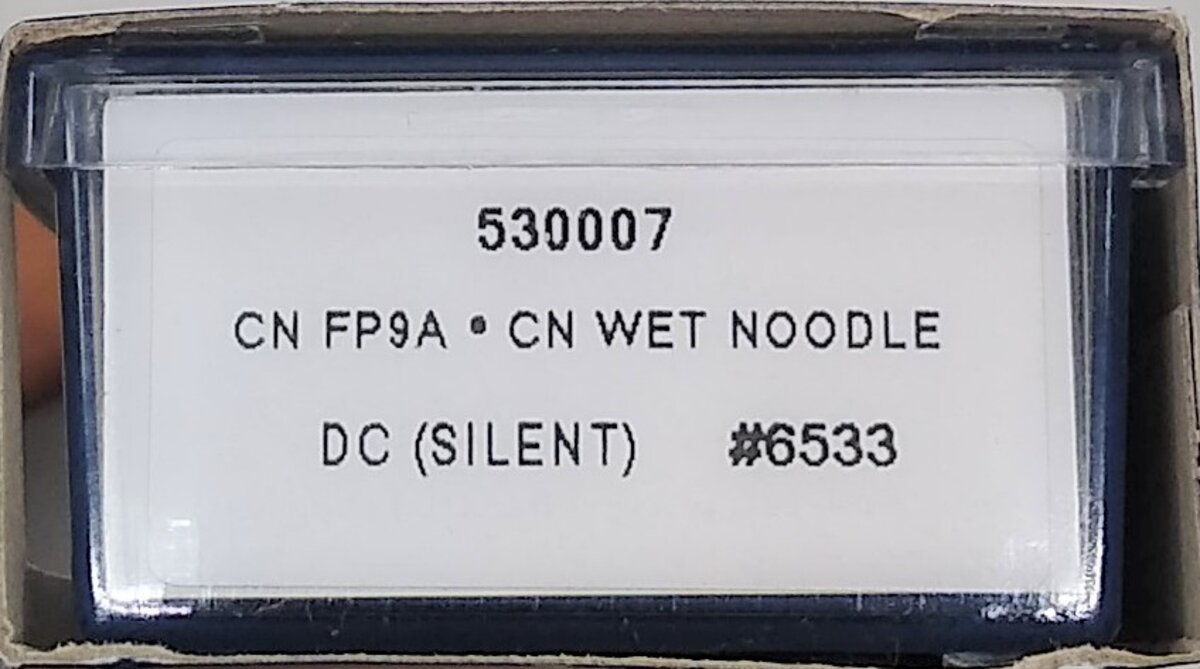 530007
CN FP9A • CN WET NOODLE
DC (SILENT) #6533